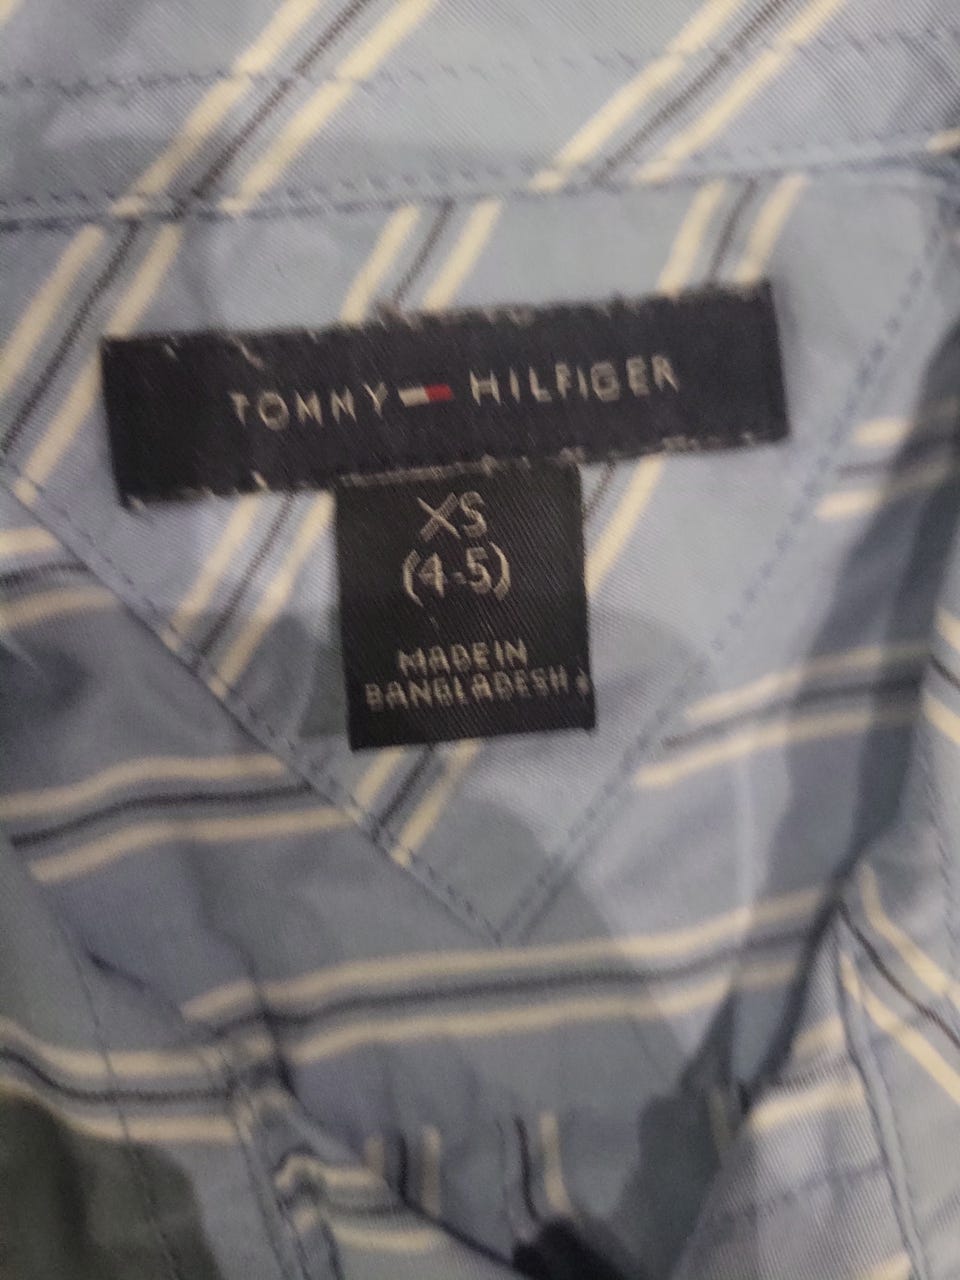 TOMMY HILFIGER
XS
(4-5)
MADE IN
BANGLADESH